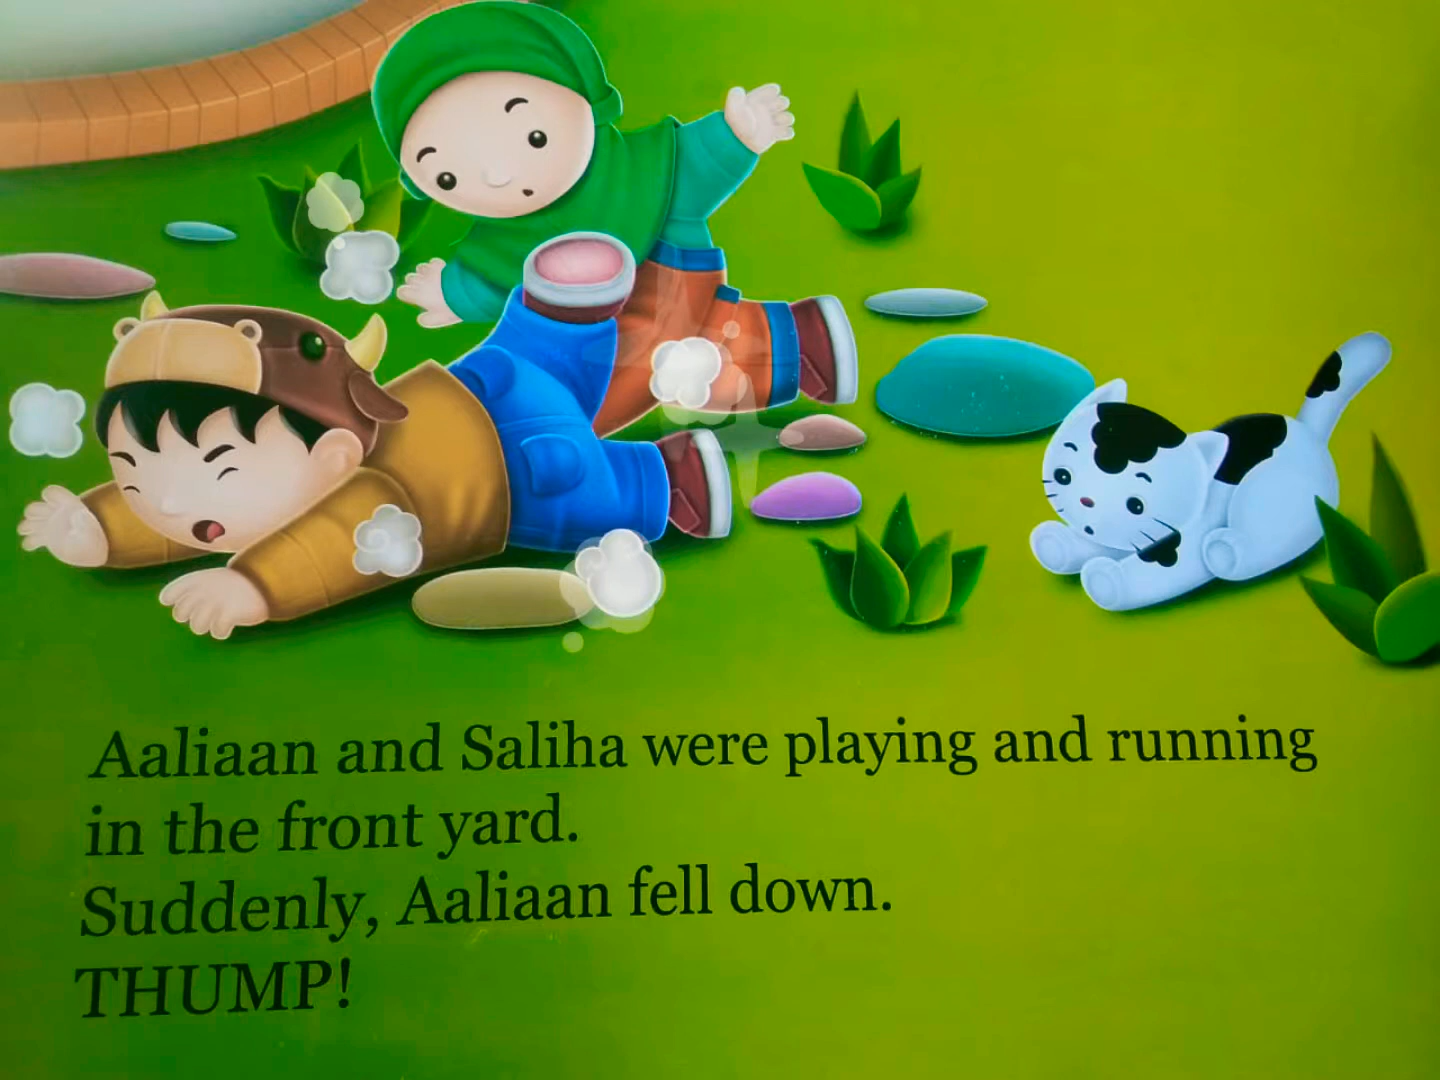 Aaliaan and Saliha were playing and running
in the front yard.
Suddenly, Aaliaan fell down.
THUMP!